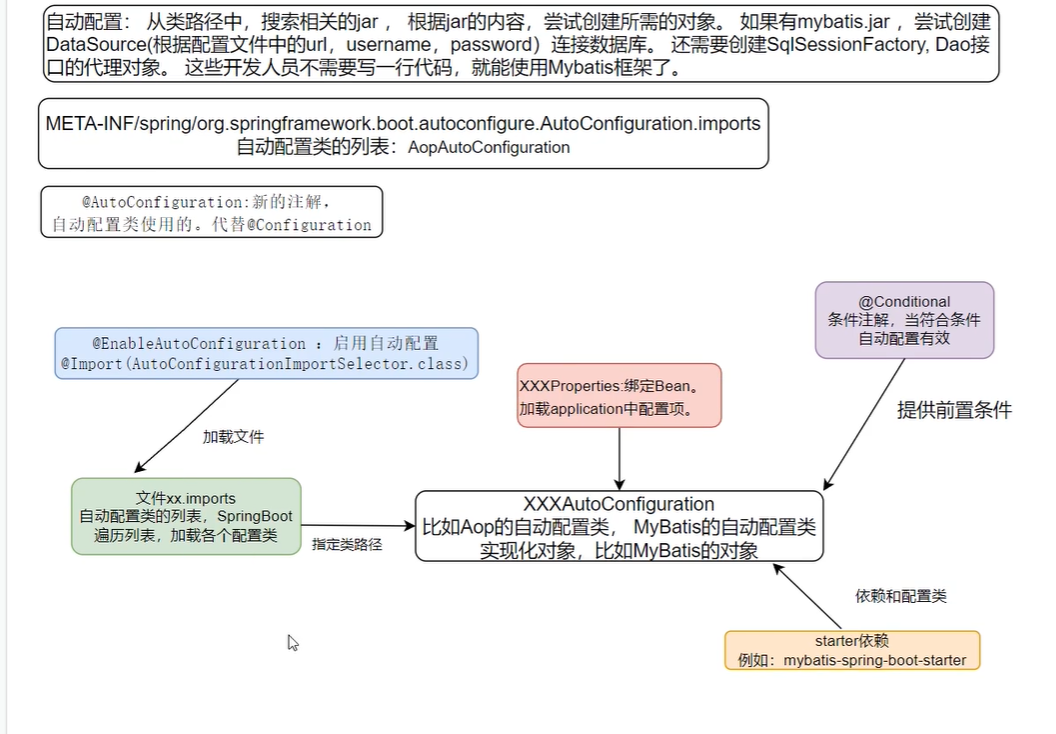 自动配置： 从类路径中，搜索相关的jar ， 根据jar的内容，尝试创建所需的对象。 如果有mybatis.jar ，尝试创建
DataSource(根据配置文件中的url，username，password）连接数据库。 还需要创建SqlSessionFactory, Dao接
口的代理对象。 这些开发人员不需要写一行代码，就能使用Mybatis框架了。
META-INF/spring/org.springframework.boot.autoconfigure.AutoConfiguration.imports
自动配置类的列表：AopAutoConfiguration
@AutoConfiguration:新的注解，
自动配置类使用的。代替@Configuration
@Conditional
条件注解，当符合条件
自动配置有效
@EnableAutoConfiguration ：启用自动配置
@Import(AutoConfigurationImportSelector.class)
XXXProperties:绑定Bean。
加载application中配置项。
提供前置条件
加载文件
文件xx.imports
自动配置类的列表，SpringBoot
遍历列表，加载各个配置类
指定类路径
XXXAutoConfiguration
比如Aop的自动配置类， MyBatis的自动配置类
实现化对象，比如MyBatis的对象
依赖和配置类
starter依赖
例如：mybatis-spring-boot-starter